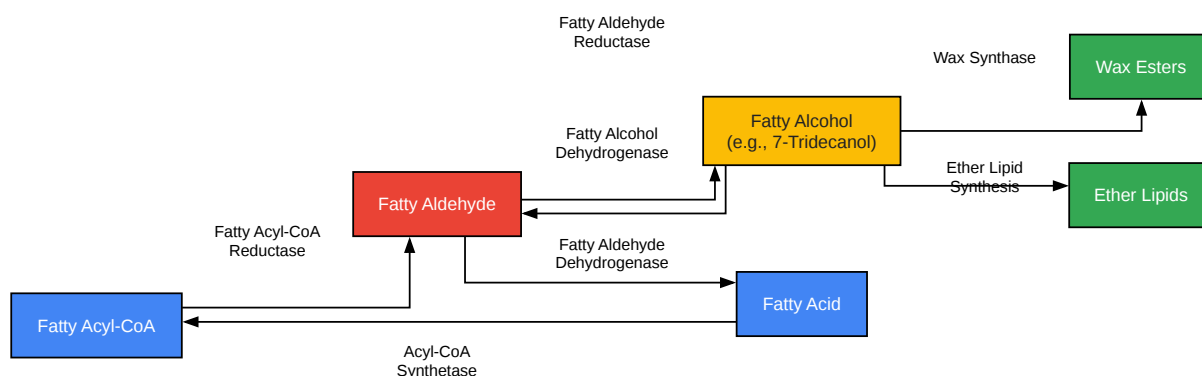 Fatty Aldehyde
Reductase
Wax Synthase
Wax Esters
Fatty Alcohol
(e.g., 7-Tridecanol)
Fatty Alcohol
Dehydrogenase
Ether Lipid
Synthesis
Ether Lipids
Fatty Aldehyde
Fatty Acyl-CoA
Reductase
Fatty Aldehyde
Dehydrogenase
Fatty Acid
Fatty Acyl-CoA
Acyl-CoA
Synthetase